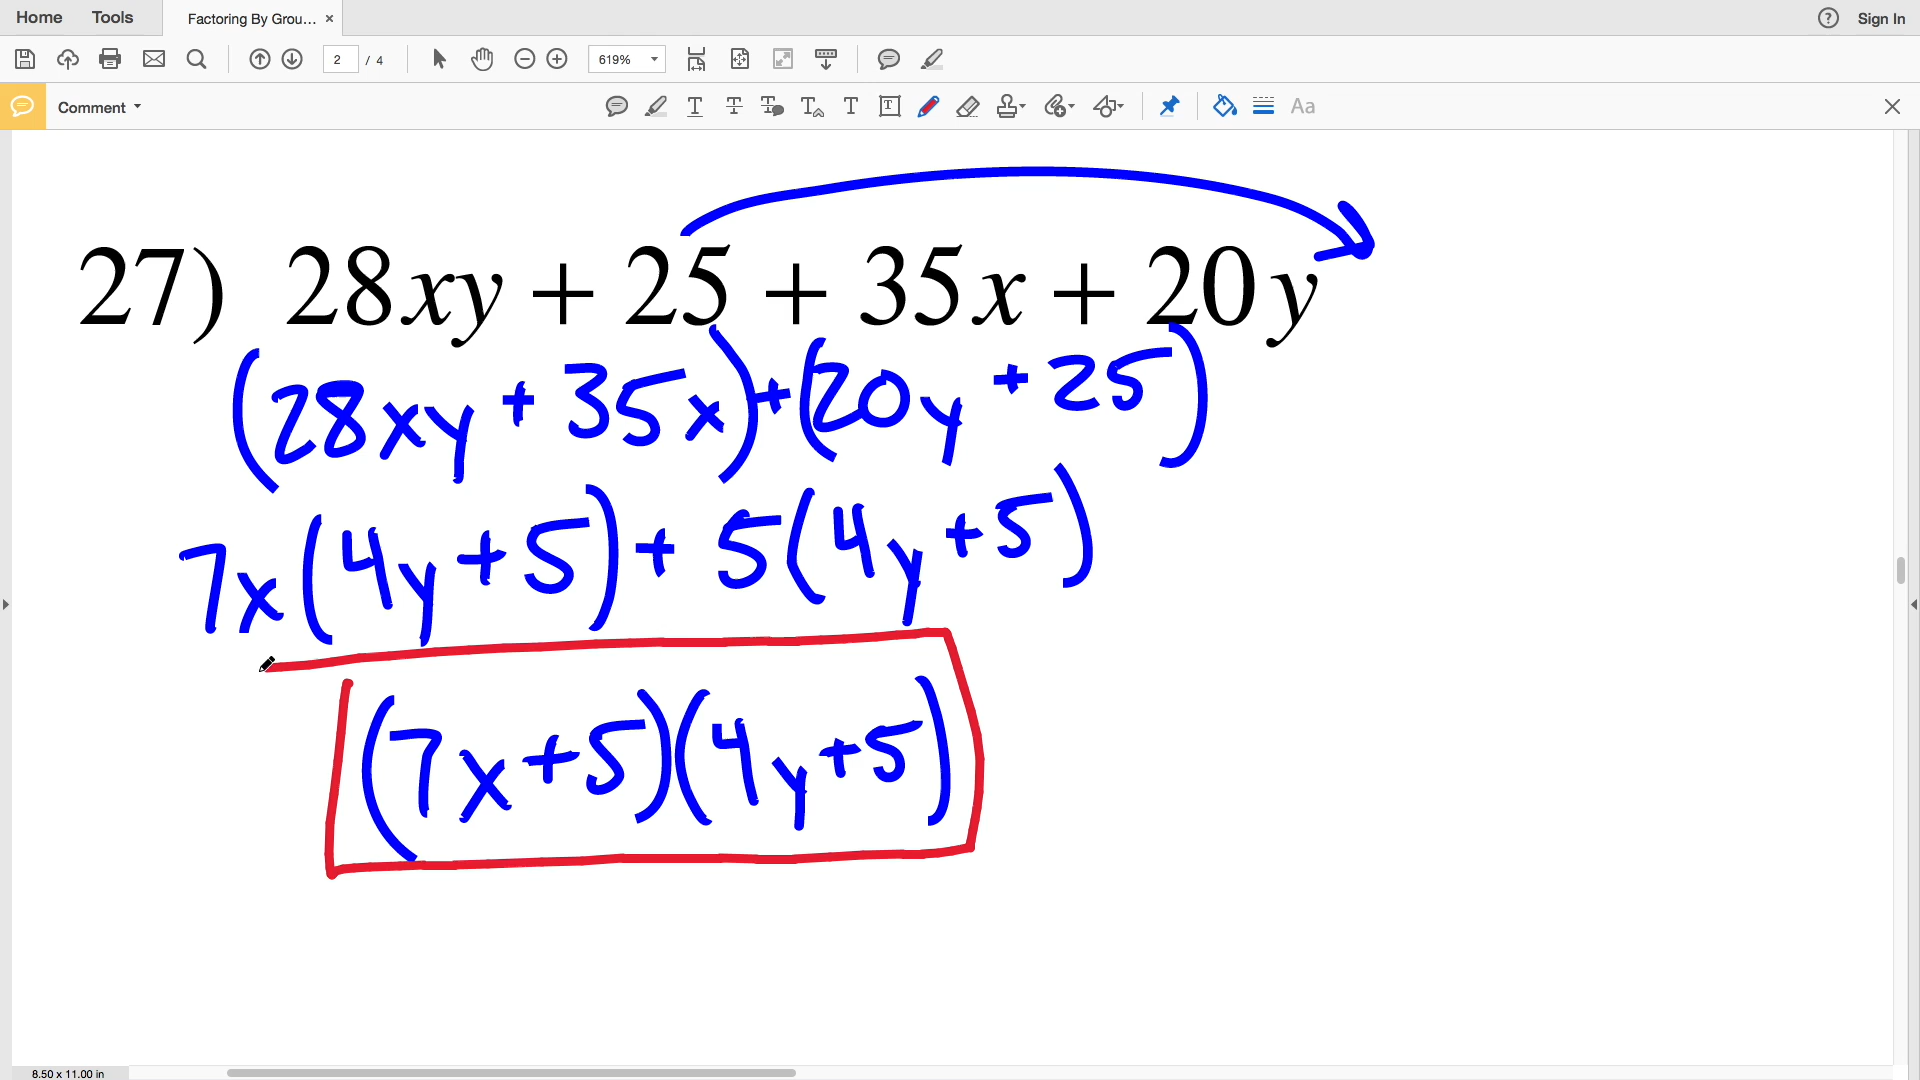 Home Tools Factoring By Grou... × ? Sign In
2 / 4 619%
Comment T T T T T T Aa
27) 28xy + 25 + 35x + 20y
(28xy + 35x) + (20y + 25)
7x(4y + 5) + 5(4y + 5)
(7x + 5)(4y + 5)
8.50 x 11.00 in